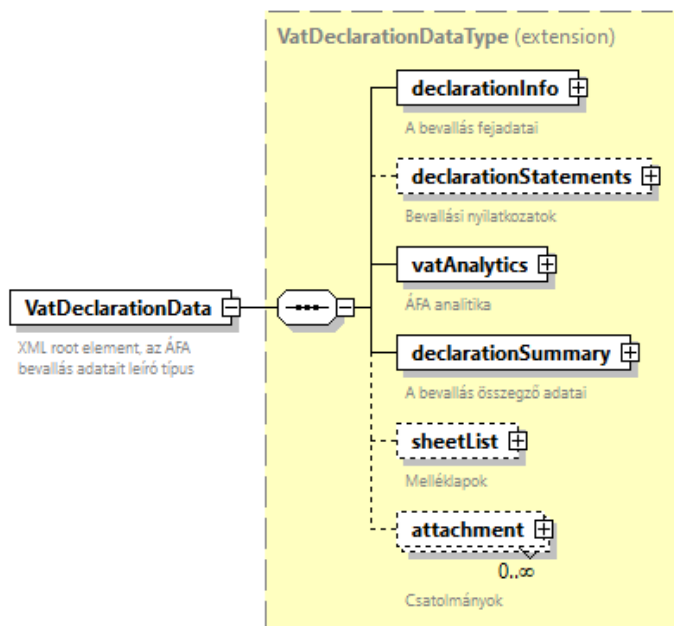 VatDeclarationDataType (extension)
declarationInfo
A bevallás fejadatai
declarationStatements
Bevallási nyilatkozatok
vatAnalytics
ÁFA analitika
VatDeclarationData
XML root element, az ÁFA
bevallás adatait leíró típus
declarationSummary
A bevallás összegző adatai
sheetList
Melléklapok
attachment
0..∞
Csatolmányok